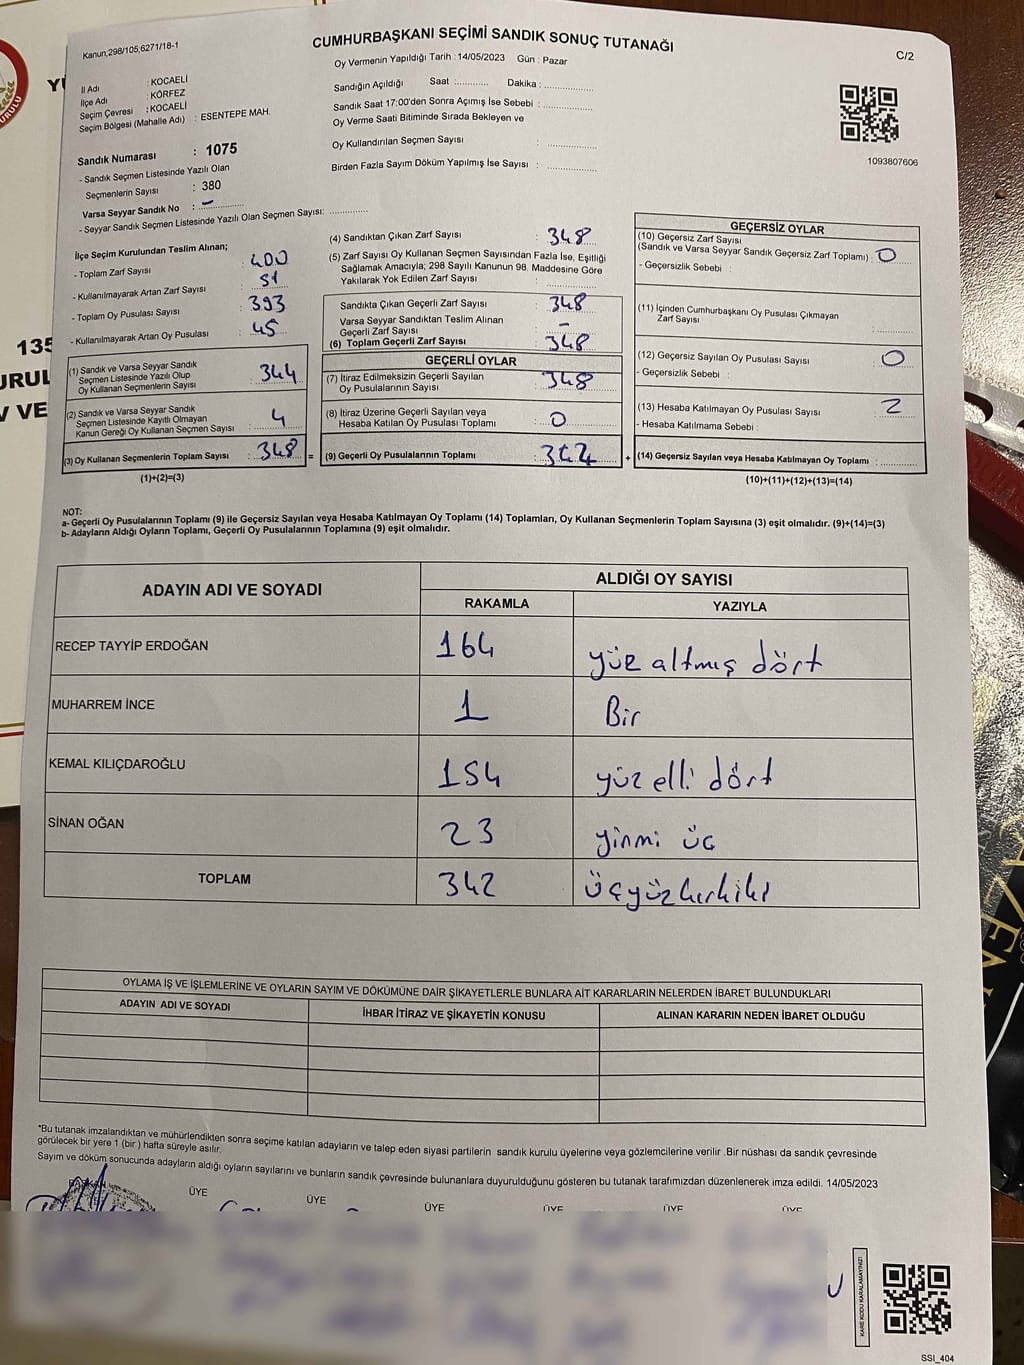 Kanun;298/105;6271/18-1
CUMHURBAŞKANI SEÇİMİ SANDIK SONUÇ TUTANAĞI
C/2
İl Adı : KOCAELİ
İlçe Adı : KÖRFEZ
Seçim Çevresi : KOCAELİ
Seçim Bölgesi (Mahalle Adı) : ESENTEPE MAH.
Sandık Numarası : 1075
- Sandık Seçmen Listesinde Yazılı Olan
Seçmenlerin Sayısı : 380
Varsa Seyyar Sandık No : -
- Seyyar Sandık Seçmen Listesinde Yazılı Olan Seçmen Sayısı: ..............
Oy Vermenin Yapıldığı Tarih : 14/05/2023 Gün : Pazar
Sandığın Açıldığı Saat :............ Dakika : ................
Sandık Saat 17:00'den Sonra Açımış İse Sebebi : ................
Oy Verme Saati Bitiminde Sırada Bekleyen ve
Oy Kullandırılan Seçmen Sayısı : ................
Birden Fazla Sayım Döküm Yapılmış İse Sayısı : ................
1093807606
İlçe Seçim Kurulundan Teslim Alınan;
- Toplam Zarf Sayısı : 400
- Kullanılmayarak Artan Zarf Sayısı : 51
- Toplam Oy Pusulası Sayısı : 393
- Kullanılmayarak Artan Oy Pusulası : 45
(1) Sandık ve Varsa Seyyar Sandık
Seçmen Listesinde Yazılı Olup
Oy Kullanan Seçmenlerin Sayısı : 344
(2) Sandık ve Varsa Seyyar Sandık
Seçmen Listesinde Kayıtlı Olmayan
Kanun Gereği Oy Kullanan Seçmen Sayısı : 4
(3) Oy Kullanan Seçmenlerin Toplam Sayısı : 348 =
(1)+(2)=(3)
(4) Sandıktan Çıkan Zarf Sayısı : 348
(5) Zarf Sayısı Oy Kullanan Seçmen Sayısından Fazla İse, Eşitliği
Sağlamak Amacıyla; 298 Sayılı Kanunun 98. Maddesine Göre
Yakılarak Yok Edilen Zarf Sayısı : ................
Sandıkta Çıkan Geçerli Zarf Sayısı : 348
Varsa Seyyar Sandıktan Teslim Alınan
Geçerli Zarf Sayısı : -
(6) Toplam Geçerli Zarf Sayısı : 348
GEÇERLİ OYLAR
(7) İtiraz Edilmeksizin Geçerli Sayılan
Oy Pusulalarının Sayısı : 348
(8) İtiraz Üzerine Geçerli Sayılan veya
Hesaba Katılan Oy Pusulası Toplamı : 0
(9) Geçerli Oy Pusulalarının Toplamı : 342 +
GEÇERSİZ OYLAR
(10) Geçersiz Zarf Sayısı
(Sandık ve Varsa Seyyar Sandık Geçersiz Zarf Toplamı) : 0
- Geçersizlik Sebebi :
(11) İçinden Cumhurbaşkanı Oy Pusulası Çıkmayan
Zarf Sayısı : ............
(12) Geçersiz Sayılan Oy Pusulası Sayısı : 0
- Geçersizlik Sebebi :
(13) Hesaba Katılmayan Oy Pusulası Sayısı : 2
- Hesaba Katılmama Sebebi :
(14) Geçersiz Sayılan veya Hesaba Katılmayan Oy Toplamı : ............
(10)+(11)+(12)+(13)=(14)
NOT:
a- Geçerli Oy Pusulalarının Toplamı (9) ile Geçersiz Sayılan veya Hesaba Katılmayan Oy Toplamı (14) Toplamları, Oy Kullanan Seçmenlerin Toplam Sayısına (3) eşit olmalıdır. (9)+(14)=(3)
b- Adayların Aldığı Oyların Toplamı, Geçerli Oy Pusulalarının Toplamına (9) eşit olmalıdır.
ADAYIN ADI VE SOYADI
ALDIĞI OY SAYISI
RAKAMLA YAZIYLA
RECEP TAYYİP ERDOĞAN 164 yüz altmış dört
MUHARREM İNCE 1 Bir
KEMAL KILIÇDAROĞLU 154 yüz elli dört
SİNAN OĞAN 23 yirmi üç
TOPLAM 342 üçyüzkırkiki
OYLAMA İŞ VE İŞLEMLERİNE VE OYLARIN SAYIM VE DÖKÜMÜNE DAİR ŞİKAYETLERLE BUNLARA AİT KARARLARIN NELERDEN İBARET BULUNDUKLARI
ADAYIN ADI VE SOYADI İHBAR İTİRAZ VE ŞİKAYETİN KONUSU ALINAN KARARIN NEDEN İBARET OLDUĞU
*Bu tutanak imzalandıktan ve mühürlendikten sonra seçime katılan adayların ve talep eden siyasi partilerin sandık kurulu üyelerine veya gözlemcilerine verilir .Bir nüshası da sandık çevresinde
görülecek bir yere 1 (bir ) hafta süreyle asılır.
Sayım ve döküm sonucunda adayların aldığı oyların sayılarını ve bunların sandık çevresinde bulunanlara duyurulduğunu gösteren bu tutanak tarafımızdan düzenlenerek imza edildi. 14/05/2023
BAŞKAN ÜYE ÜYE ÜYE ÜYE ÜYE ÜYE
KARE KODU KARALAMAYINIZ!
SSI_404
135
URUL
V VE